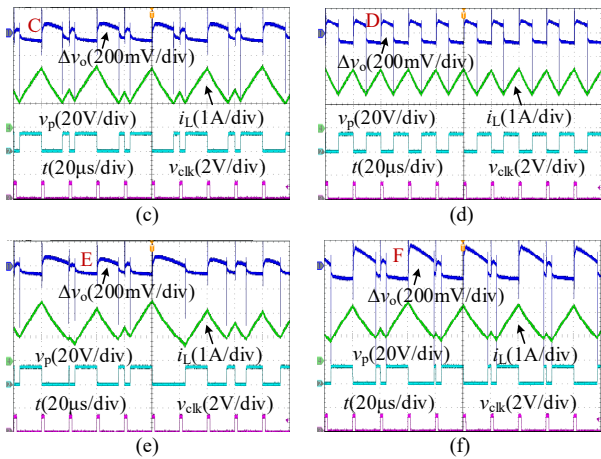 C
Δvo(200mV/div)
vp(20V/div) iL(1A/div)
t(20μs/div) vclk(2V/div)
(c)
D
Δvo(200mV/div)
vp(20V/div) iL(1A/div)
t(20μs/div) vclk(2V/div)
(d)
E
Δvo(200mV/div)
vp(20V/div) iL(1A/div)
t(20μs/div) vclk(2V/div)
(e)
F
Δvo(200mV/div)
vp(20V/div) iL(1A/div)
t(20μs/div) vclk(2V/div)
(f)